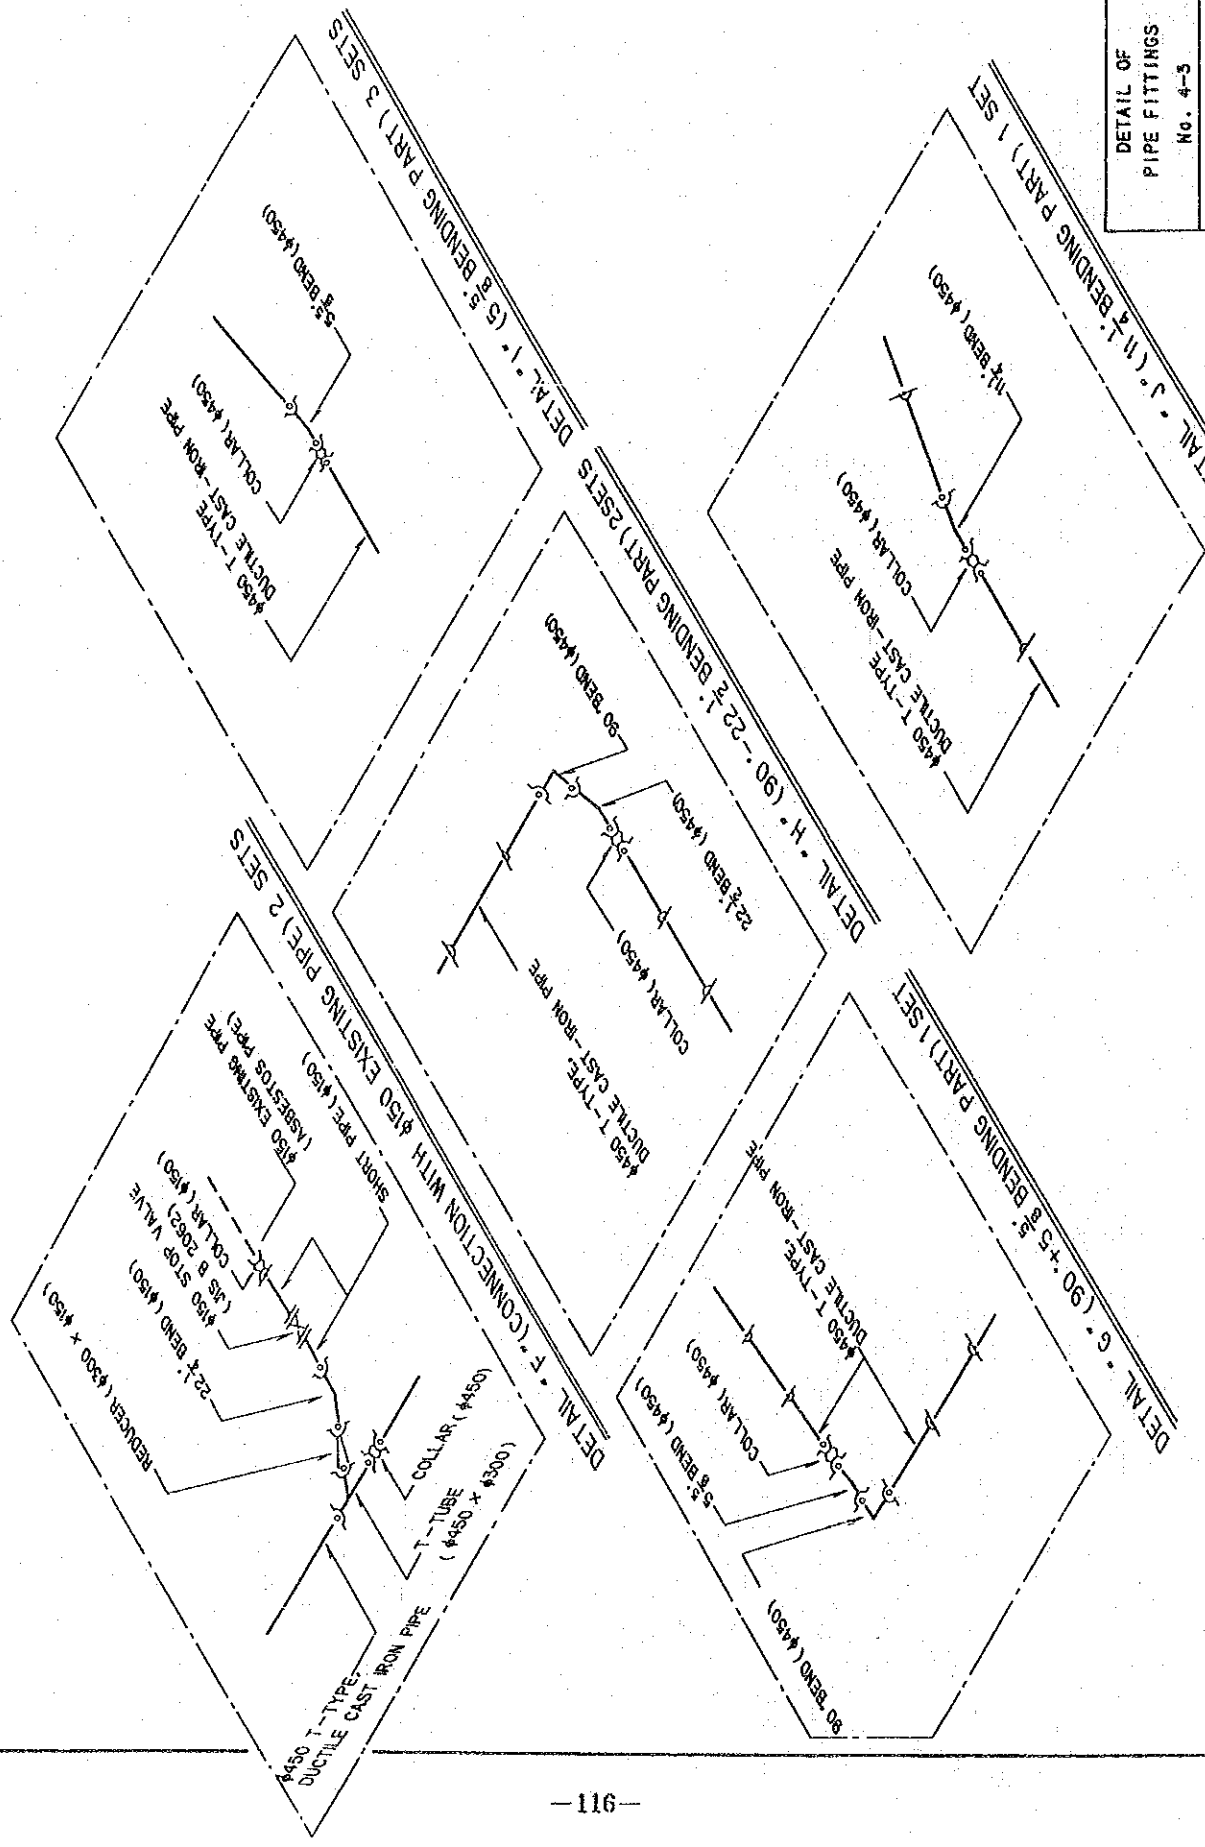 DETAIL OF
PIPE FITTINGS
No. 4-3
φ450 T-TYPE.
DUCTILE CAST IRON PIPE
T-TUBE
(φ450 × φ300)
COLLAR (φ450)
REDUCER (φ300 × φ150)
22 1/4° BEND (φ150)
φ150 STOP VALVE
(JIS B 2062)
COLLAR (φ150)
φ150 EXISTING PIPE
(ASBESTOS PIPE)
SHORT PIPE (φ150)
DETAIL "F" (CONNECTION WITH φ150 EXISTING PIPE) 2 SETS
90° BEND (φ450)
5 5/8° BEND (φ450)
COLLAR (φ450)
φ450 T-TYPE.
DUCTILE CAST-IRON PIPE
DETAIL "G" (90°+5 5/8° BENDING PART) 1 SET
φ450 T-TYPE.
DUCTILE CAST-IRON PIPE
COLLAR (φ450)
22 1/2° BEND (φ450)
90° BEND (φ450)
DETAIL "H" (90°-22 1/2° BENDING PART) 2SETS
φ450 T-TYPE
DUCTILE CAST-IRON PIPE
COLLAR (φ450)
5 5/8° BEND (φ450)
DETAIL "I" (5 5/8° BENDING PART) 3 SETS
φ450 T-TYPE
DUCTILE CAST-IRON PIPE
COLLAR (φ450)
11 1/4° BEND (φ450)
TAIL "J" (11 1/4° BENDING PART) 1 SET
—116—